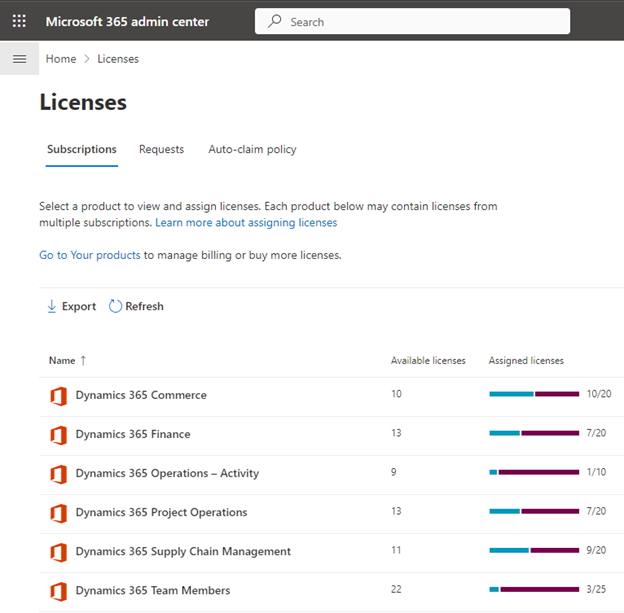 Microsoft 365 admin center
Search
Home > Licenses
Licenses
Subscriptions Requests Auto-claim policy
Select a product to view and assign licenses. Each product below may contain licenses from
multiple subscriptions. Learn more about assigning licenses
Go to Your products to manage billing or buy more licenses.
Export Refresh
Name ↑ Available licenses Assigned licenses
Dynamics 365 Commerce 10 10/20
Dynamics 365 Finance 13 7/20
Dynamics 365 Operations – Activity 9 1/10
Dynamics 365 Project Operations 13 7/20
Dynamics 365 Supply Chain Management 11 9/20
Dynamics 365 Team Members 22 3/25